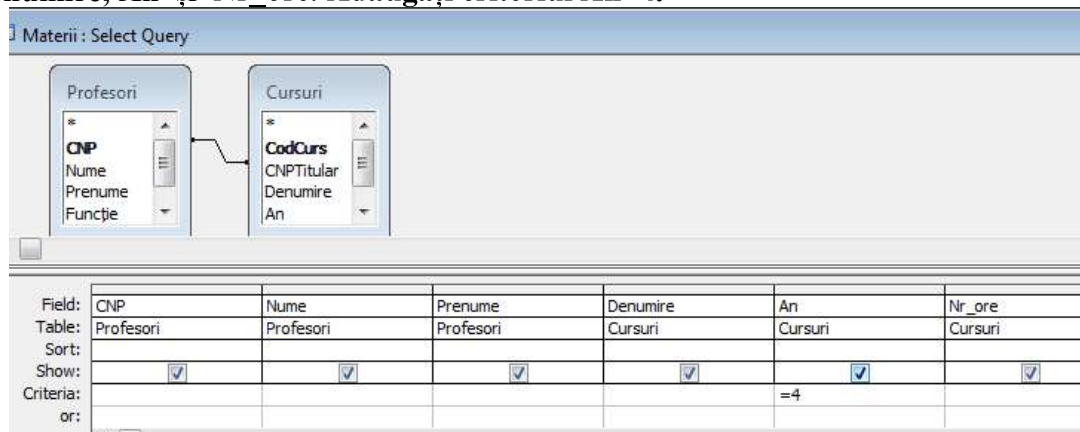 Materii : Select Query
Profesori
*
CNP
Nume
Prenume
Funcție
Cursuri
*
CodCurs
CNPTitular
Denumire
An
Field: CNP Nume Prenume Denumire An Nr_ore
Table: Profesori Profesori Profesori Cursuri Cursuri Cursuri
Sort:
Show:
Criteria: =4
or: